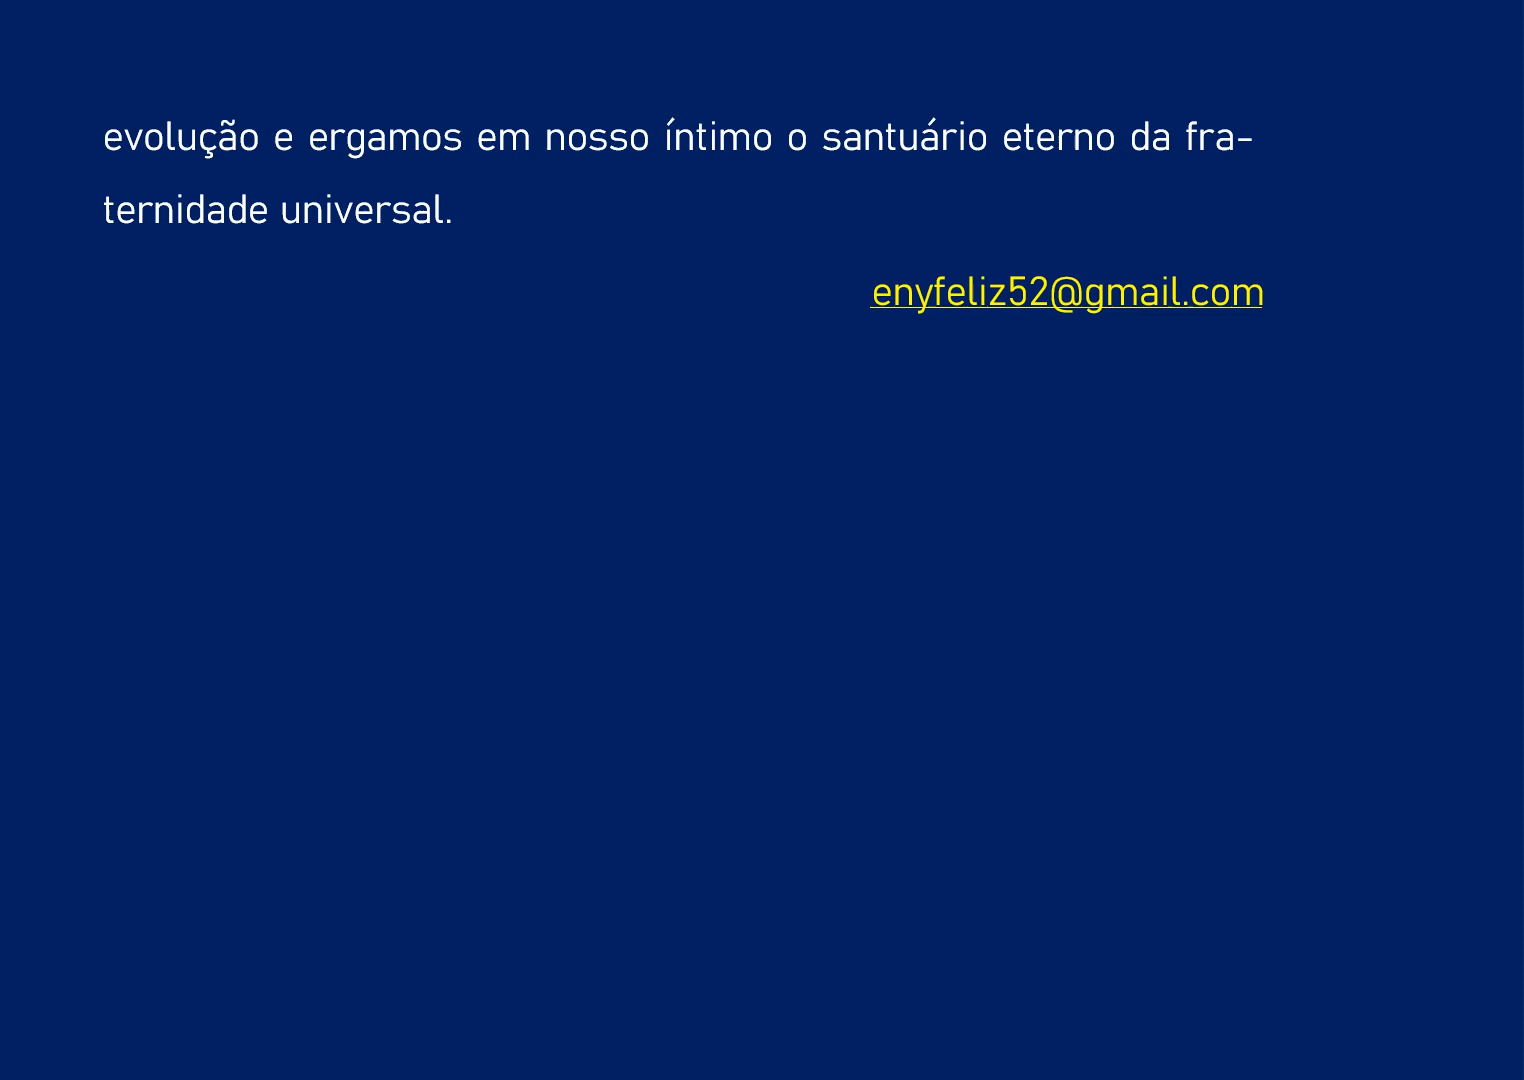 evolução e ergamos em nosso íntimo o santuário eterno da fra-
ternidade universal.
enyfeliz52@gmail.com